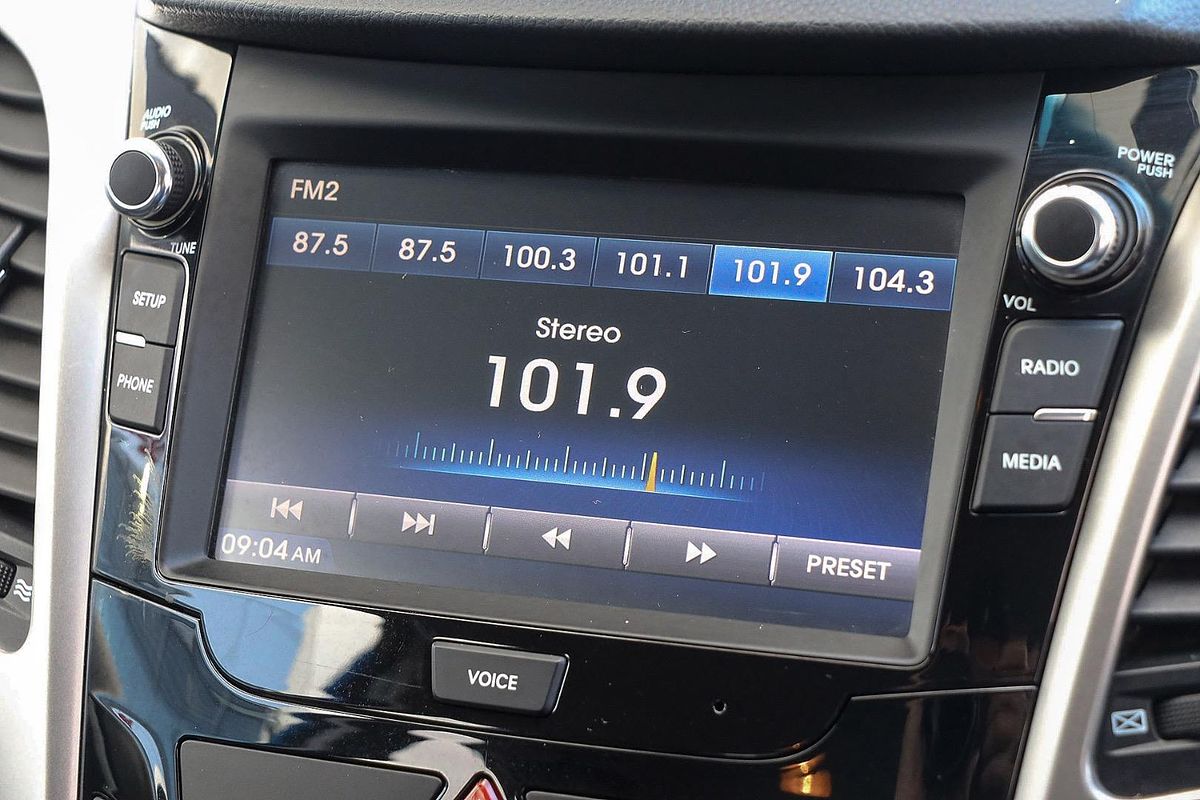 AUDIO
PUSH
TUNE
SETUP
PHONE
FM2
87.5 87.5 100.3 101.1 101.9 104.3
Stereo
101.9
PRESET
09:04 AM
POWER
PUSH
VOL
RADIO
MEDIA
VOICE